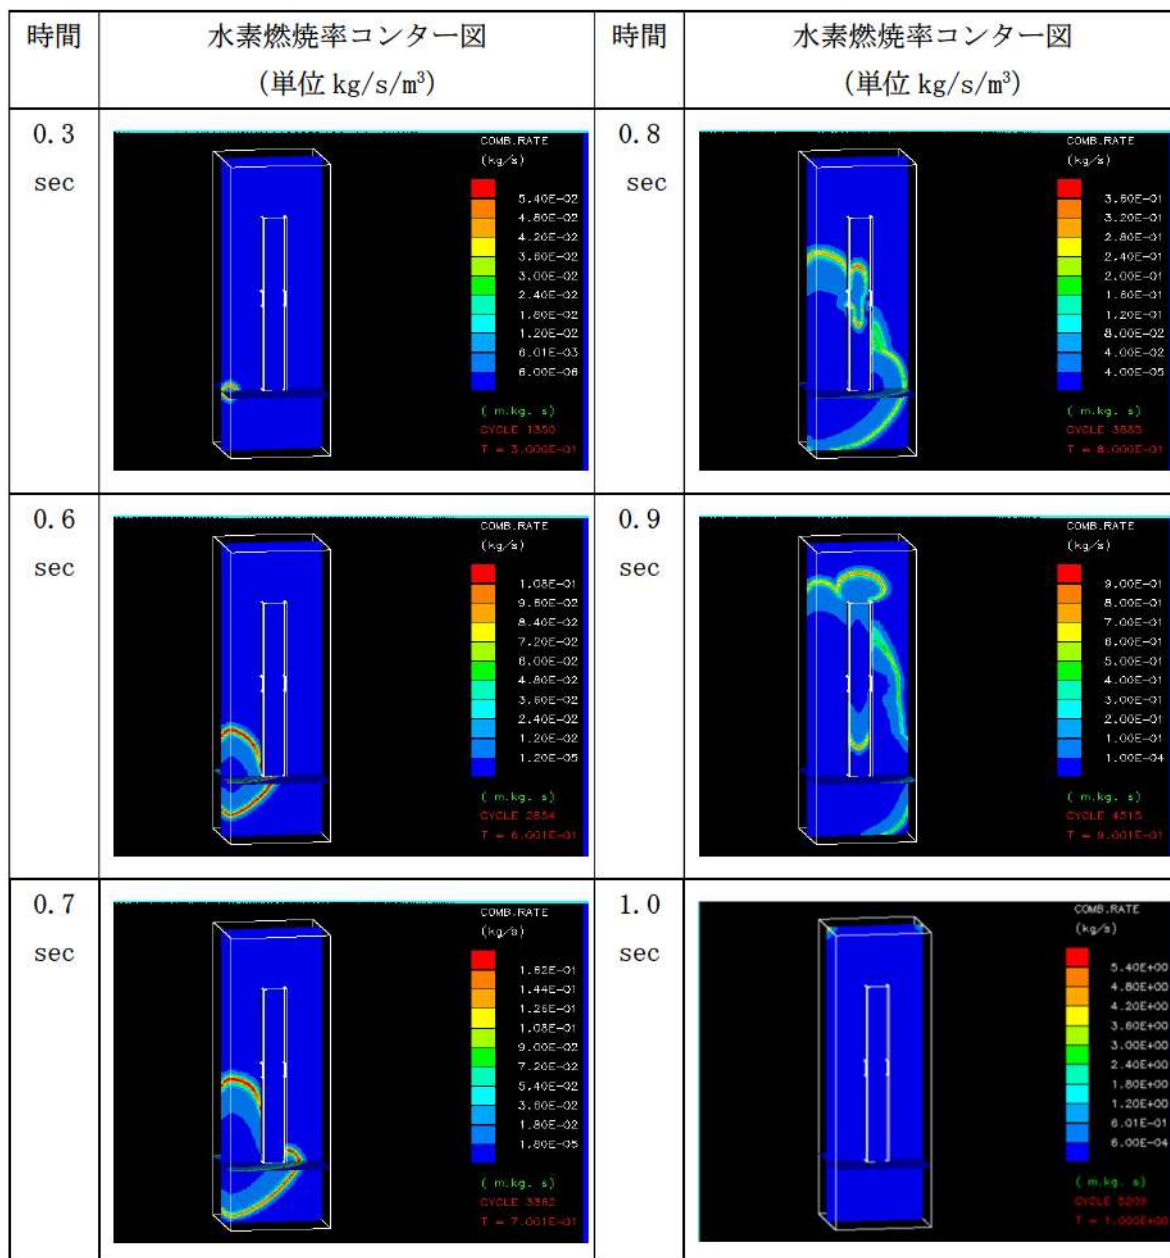 時間
水素燃焼率コンター図
(単位 kg/s/m³)
時間
水素燃焼率コンター図
(単位 kg/s/m³)
0.3
sec
COMB.RATE
(kg/s)
5.40E-02
4.80E-02
4.20E-02
3.60E-02
3.00E-02
2.40E-02
1.80E-02
1.20E-02
6.01E-03
6.00E-06
( m.kg. s)
CYCLE 1350
T = 3.000E-01
0.8
sec
COMB.RATE
(kg/s)
3.60E-01
3.20E-01
2.80E-01
2.40E-01
2.00E-01
1.60E-01
1.20E-01
8.00E-02
4.00E-02
4.00E-05
( m.kg. s)
CYCLE 3885
T = 8.000E-01
0.6
sec
COMB.RATE
(kg/s)
1.08E-01
9.60E-02
8.40E-02
7.20E-02
6.00E-02
4.80E-02
3.60E-02
2.40E-02
1.20E-02
1.20E-05
( m.kg. s)
CYCLE 2834
T = 6.001E-01
0.9
sec
COMB.RATE
(kg/s)
9.00E-01
8.00E-01
7.00E-01
6.00E-01
5.00E-01
4.00E-01
3.00E-01
2.00E-01
1.00E-01
1.00E-04
( m.kg. s)
CYCLE 4515
T = 9.001E-01
0.7
sec
COMB.RATE
(kg/s)
1.62E-01
1.44E-01
1.26E-01
1.08E-01
9.00E-02
7.20E-02
5.40E-02
3.60E-02
1.80E-02
1.80E-05
( m.kg. s)
CYCLE 3382
T = 7.001E-01
1.0
sec
COMB.RATE
(kg/s)
5.40E+00
4.80E+00
4.20E+00
3.60E+00
3.00E+00
2.40E+00
1.80E+00
1.20E+00
6.01E-01
6.00E-04
( m.kg. s)
CYCLE 5209
T = 1.000E+00